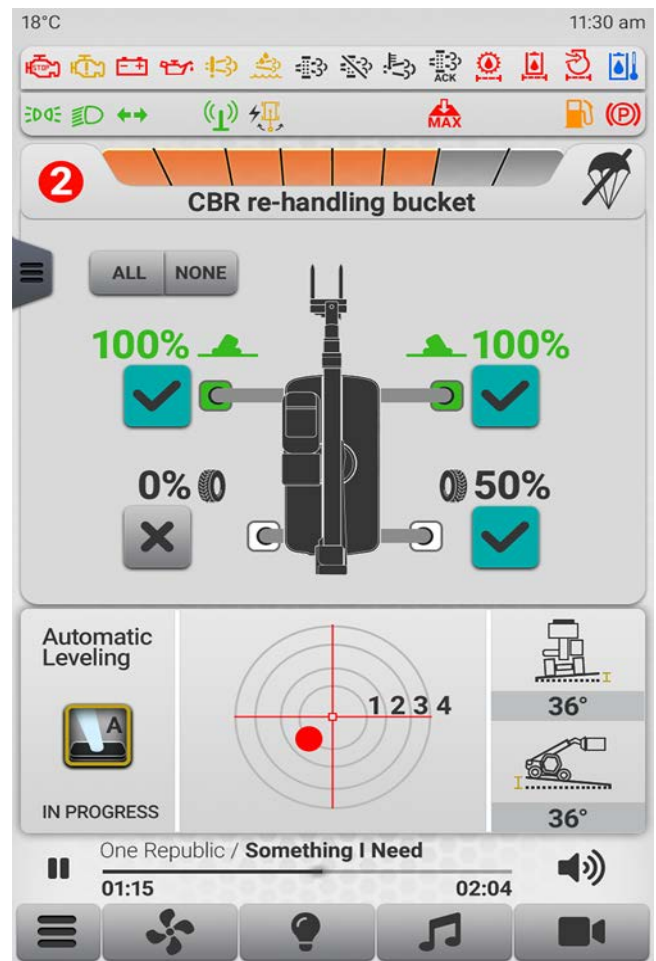 18°C 11:30 am
STOP
ACK
MAX
P
2
CBR re-handling bucket
ALL NONE
100% 100%
0% 50%
Automatic
Leveling
1 2 3 4
A
36°
IN PROGRESS
36°
One Republic / Something I Need
01:15 02:04